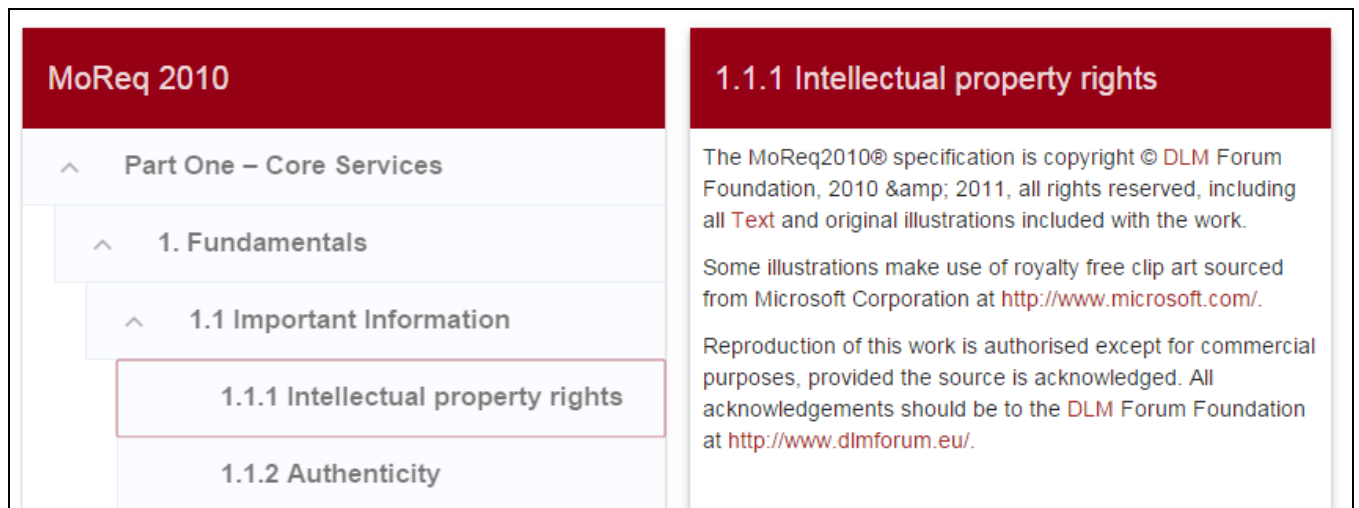 MoReq 2010
Part One – Core Services
1. Fundamentals
1.1 Important Information
1.1.1 Intellectual property rights
1.1.2 Authenticity
1.1.1 Intellectual property rights
The MoReq2010® specification is copyright © DLM Forum
Foundation, 2010 &amp; 2011, all rights reserved, including
all Text and original illustrations included with the work.
Some illustrations make use of royalty free clip art sourced
from Microsoft Corporation at http://www.microsoft.com/.
Reproduction of this work is authorised except for commercial
purposes, provided the source is acknowledged. All
acknowledgements should be to the DLM Forum Foundation
at http://www.dlmforum.eu/.